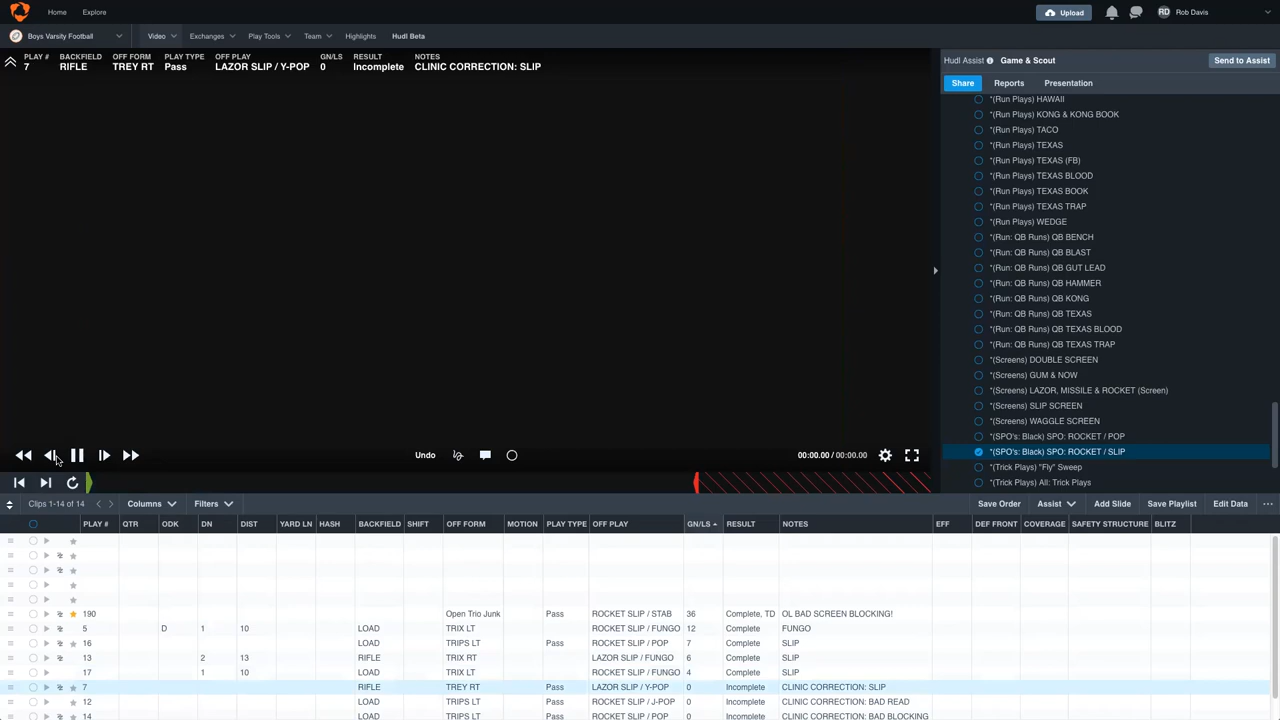 Home Explore Upload RD Rob Davis
Boys Varsity Football Video Exchanges Play Tools Team Highlights Hudl Beta
PLAY # BACKFIELD OFF FORM PLAY TYPE OFF PLAY GN/LS RESULT NOTES
7 RIFLE TREY RT Pass LAZOR SLIP / Y-POP 0 Incomplete CLINIC CORRECTION: SLIP
Hudl Assist Game & Scout Send to Assist
Share Reports Presentation
*(Run Plays) HAWAII
*(Run Plays) KONG & KONG BOOK
*(Run Plays) TACO
*(Run Plays) TEXAS
*(Run Plays) TEXAS (FB)
*(Run Plays) TEXAS BLOOD
*(Run Plays) TEXAS BOOK
*(Run Plays) TEXAS TRAP
*(Run Plays) WEDGE
*(Run: QB Runs) QB BENCH
*(Run: QB Runs) QB BLAST
*(Run: QB Runs) QB GUT LEAD
*(Run: QB Runs) QB HAMMER
*(Run: QB Runs) QB KONG
*(Run: QB Runs) QB TEXAS
*(Run: QB Runs) QB TEXAS BLOOD
*(Run: QB Runs) QB TEXAS TRAP
*(Screens) DOUBLE SCREEN
*(Screens) GUM & NOW
*(Screens) LAZOR, MISSILE & ROCKET (Screen)
*(Screens) SLIP SCREEN
*(Screens) WAGGLE SCREEN
*(SPO's: Black) SPO: ROCKET / POP
*(SPO's: Black) SPO: ROCKET / SLIP
*(Trick Plays) "Fly" Sweep
*(Trick Plays) All: Trick Plays
Undo 00:00.00 / 00:00.00
Clips 1-14 of 14 Columns Filters Save Order Assist Add Slide Save Playlist Edit Data
PLAY # QTR ODK DN DIST YARD LN HASH BACKFIELD SHIFT OFF FORM MOTION PLAY TYPE OFF PLAY GN/LS RESULT NOTES EFF DEF FRONT COVERAGE SAFETY STRUCTURE BLITZ
190 Open Trio Junk Pass ROCKET SLIP / STAB 36 Complete, TD OL BAD SCREEN BLOCKING!
5 D 1 10 LOAD TRIX LT ROCKET SLIP / FUNGO 12 Complete FUNGO
16 LOAD TRIPS LT Pass ROCKET SLIP / POP 7 Complete SLIP
13 2 13 RIFLE TRIX RT LAZOR SLIP / FUNGO 6 Complete SLIP
17 1 10 LOAD TRIX LT ROCKET SLIP / FUNGO 4 Complete SLIP
7 RIFLE TREY RT Pass LAZOR SLIP / Y-POP 0 Incomplete CLINIC CORRECTION: SLIP
12 LOAD TRIPS LT Pass ROCKET SLIP / J-POP 0 Incomplete CLINIC CORRECTION: BAD READ
14 LOAD TRIPS LT Pass ROCKET SLIP / POP 0 Incomplete CLINIC CORRECTION: BAD BLOCKING